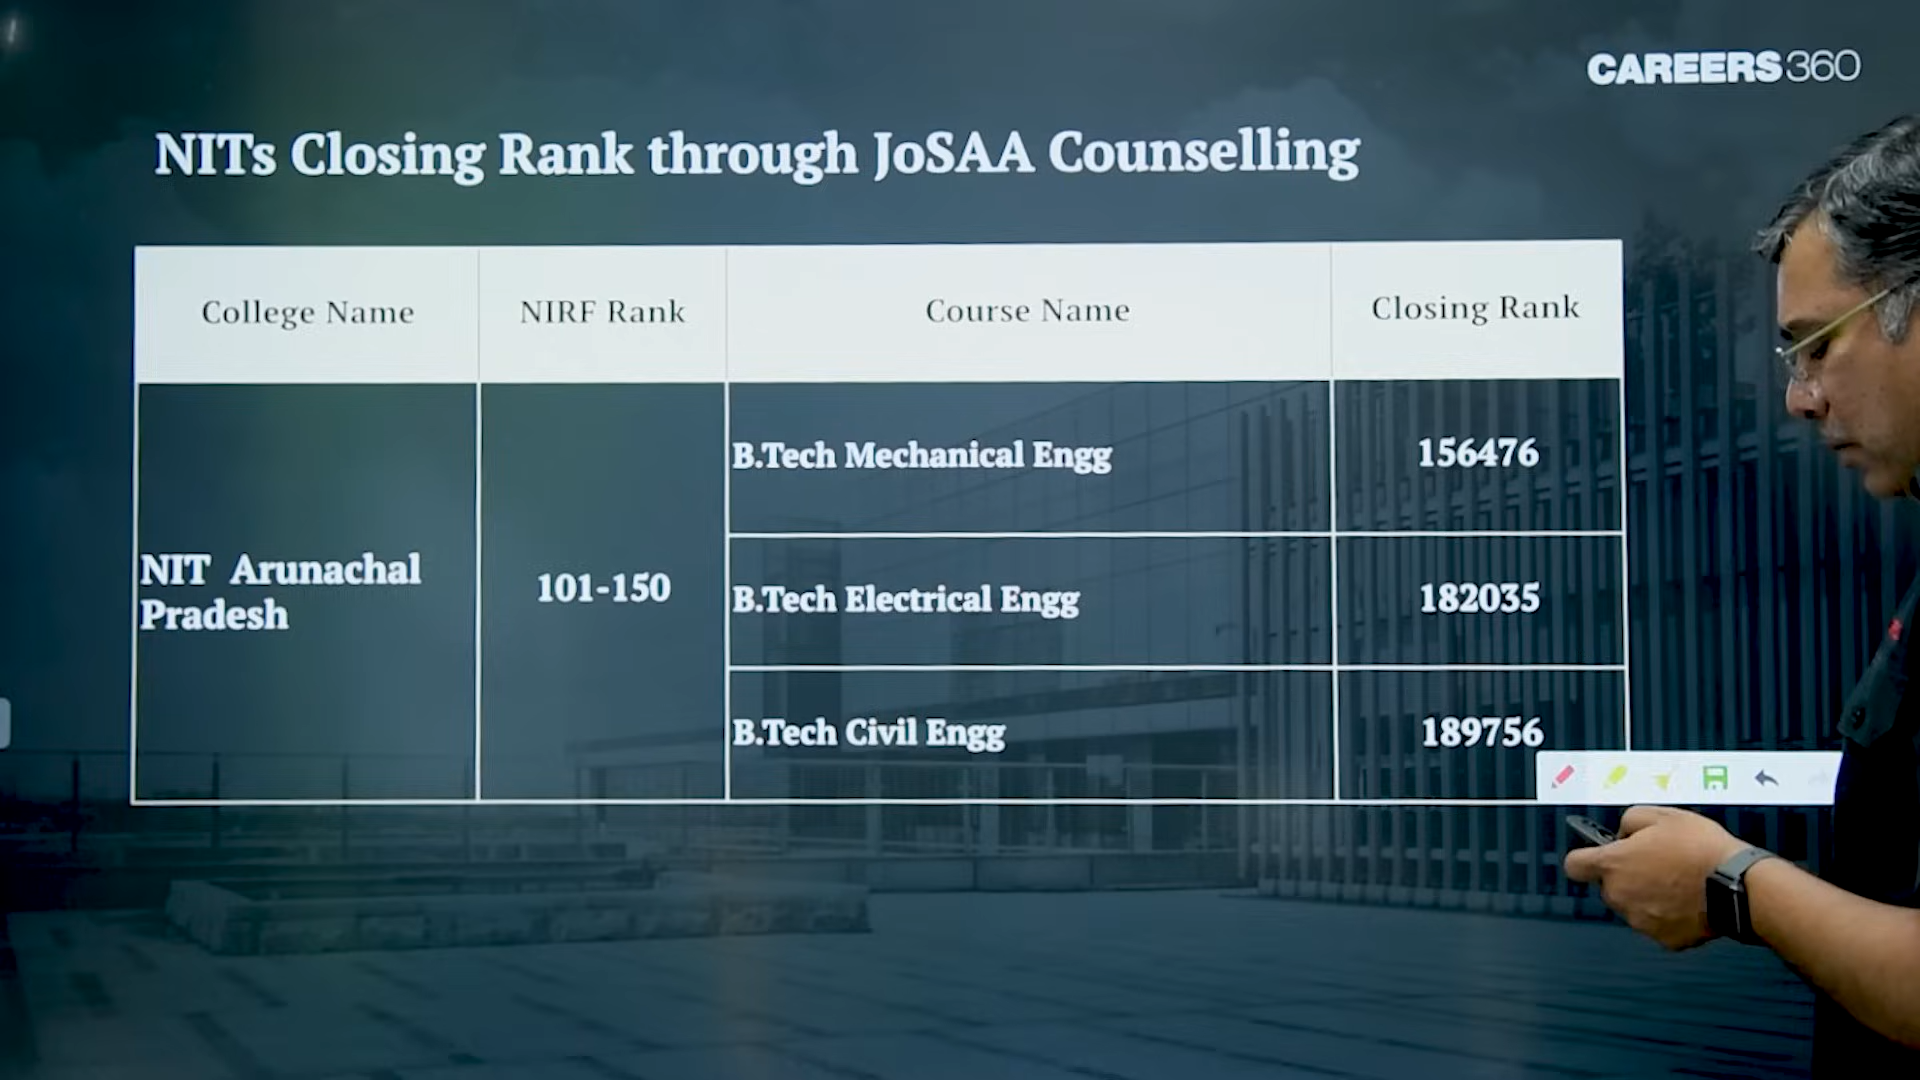 CAREERS360
NITs Closing Rank through JoSAA Counselling
College Name
NIRF Rank
Course Name
Closing Rank
NIT Arunachal
Pradesh
101-150
B.Tech Mechanical Engg
156476
B.Tech Electrical Engg
182035
B.Tech Civil Engg
189756